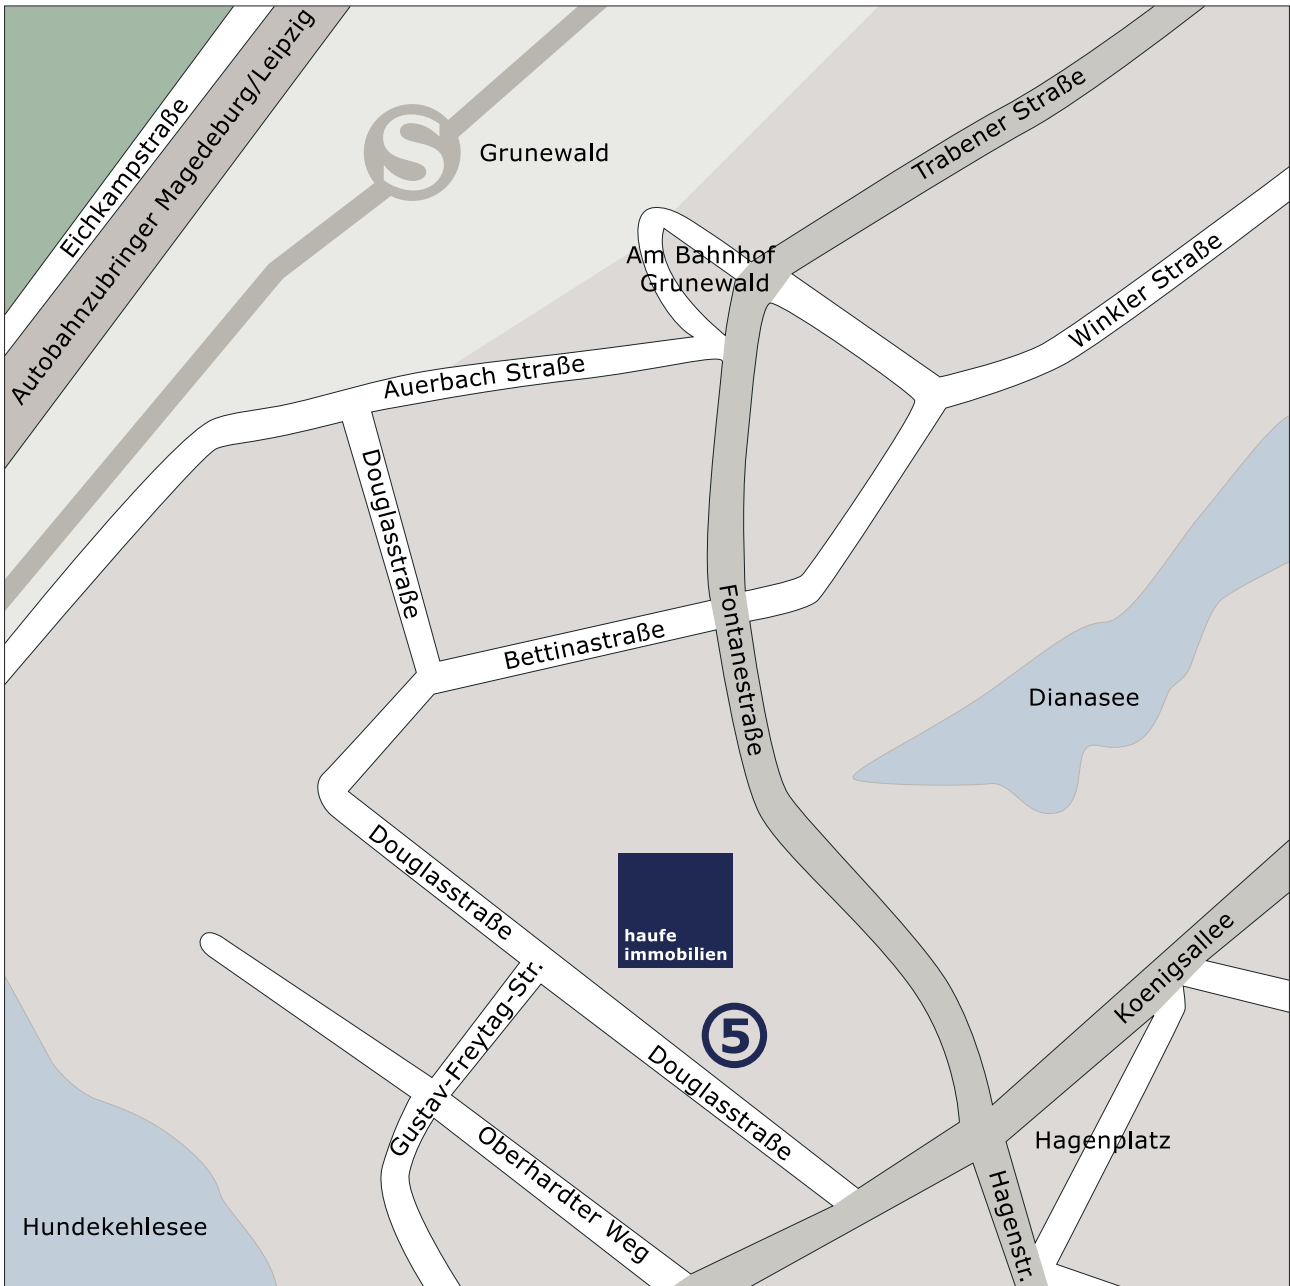 Eichkampstraße
Autobahnzubringer Magedeburg/Leipzig
S
Grunewald
Trabener Straße
Am Bahnhof
Grunewald
Winkler Straße
Auerbach Straße
Douglasstraße
Bettinastraße
Fontanestraße
Dianasee
Douglasstraße
haufe
immobilien
Koenigsallee
Gustav-Freytag-Str.
5
Douglasstraße
Oberhardter Weg
Hagenplatz
Hagenstr.
Hundekehlesee